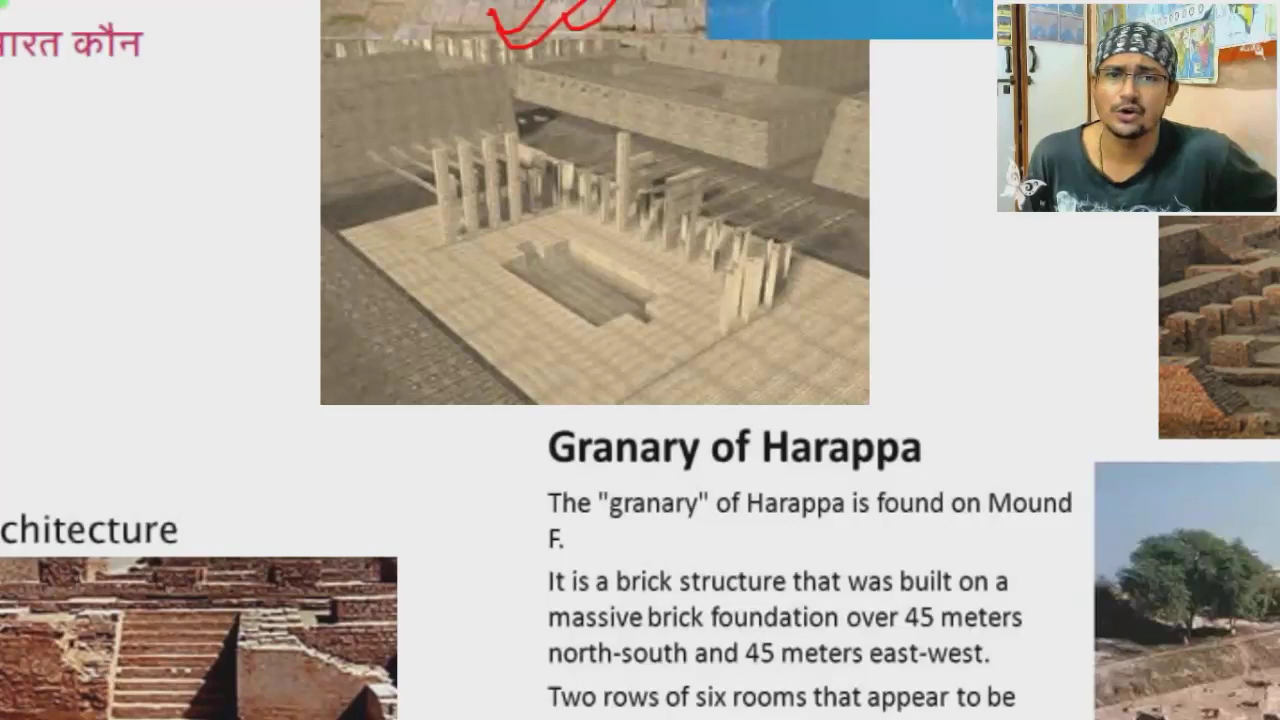 भारत कौन
Granary of Harappa
The "granary" of Harappa is found on Mound
F.
chitecture
It is a brick structure that was built on a
massive brick foundation over 45 meters
north-south and 45 meters east-west.
Two rows of six rooms that appear to be